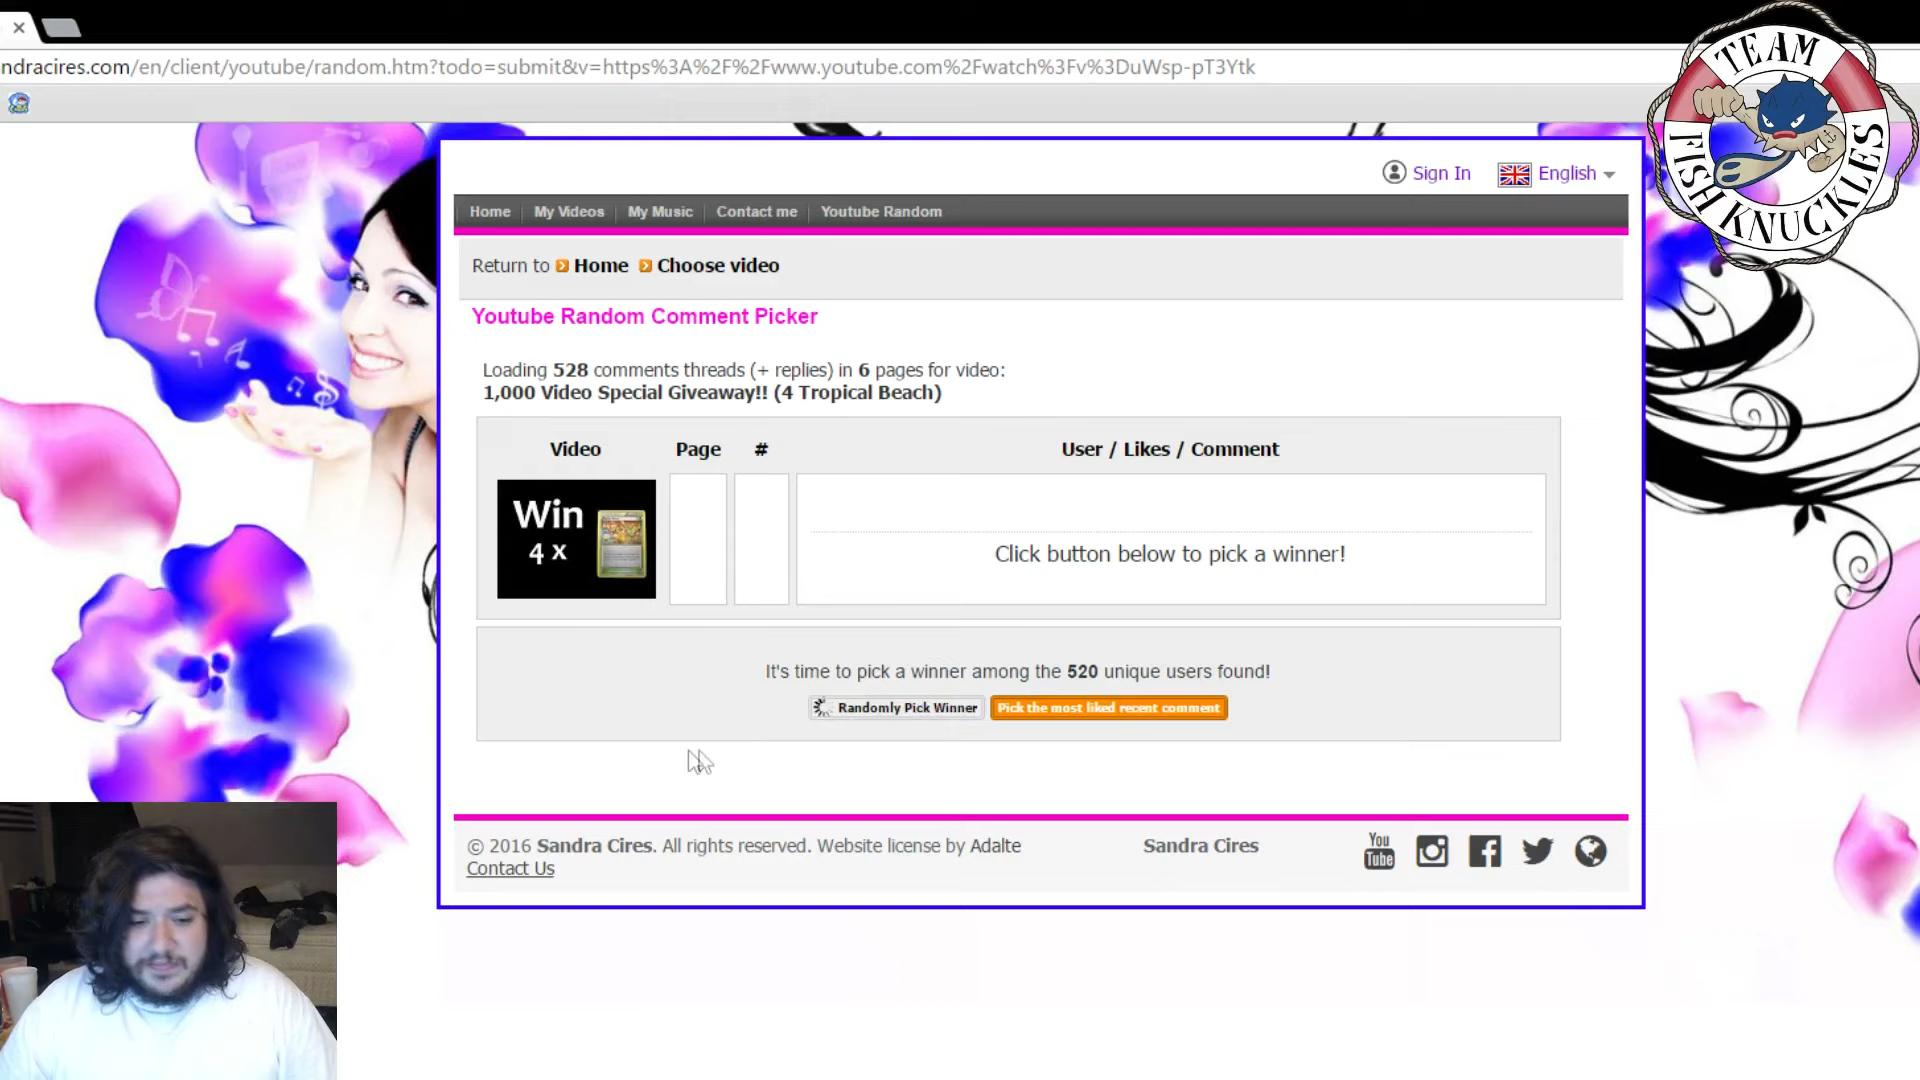 ndracires.com/en/client/youtube/random.htm?todo=submit&v=https%3A%2F%2Fwww.youtube.com%2Fwatch%3Fv%3DuWsp-pT3Ytk
TEAM
FISH KNUCKLES
Sign In English
Home My Videos My Music Contact me Youtube Random
Return to Home Choose video
Youtube Random Comment Picker
Loading 528 comments threads (+ replies) in 6 pages for video:
1,000 Video Special Giveaway!! (4 Tropical Beach)
Video Page # User / Likes / Comment
Win
4 x
Click button below to pick a winner!
It's time to pick a winner among the 520 unique users found!
Randomly Pick Winner Pick the most liked recent comment
© 2016 Sandra Cires. All rights reserved. Website license by Adalte
Contact Us
Sandra Cires
You
Tube